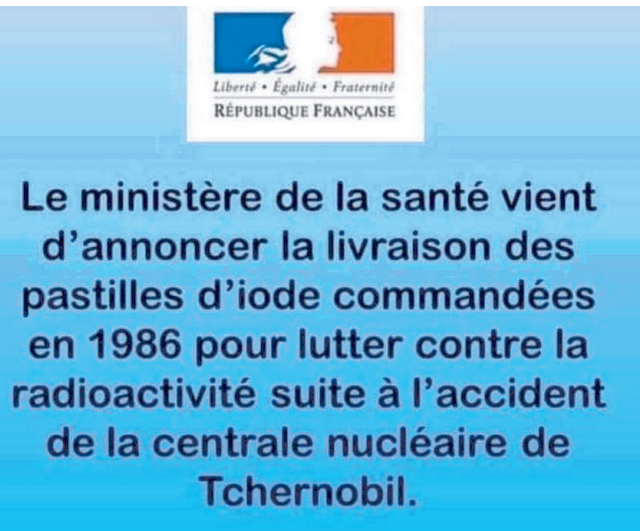 Liberté • Égalité • Fraternité
RÉPUBLIQUE FRANÇAISE
Le ministère de la santé vient
d'annoncer la livraison des
pastilles d'iode commandées
en 1986 pour lutter contre la
radioactivité suite à l'accident
de la centrale nucléaire de
Tchernobil.